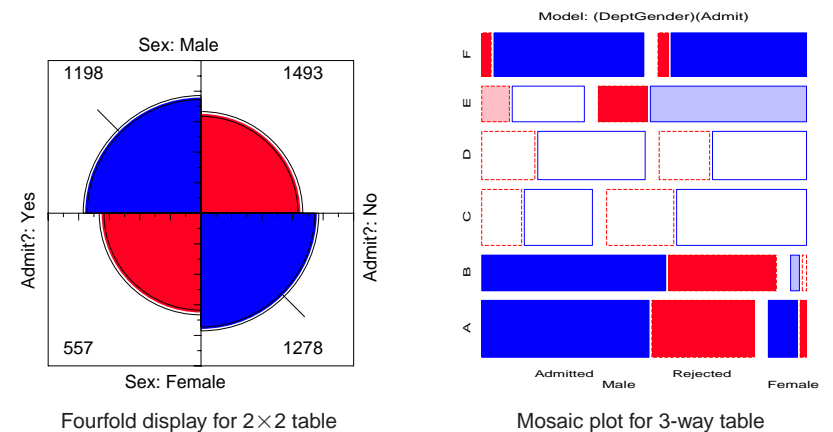 Sex: Male
1198 1493
Admit?: Yes
Admit?: No
557 1278
Sex: Female
Fourfold display for 2×2 table
Model: (DeptGender)(Admit)
F
E
D
C
B
A
Admitted Rejected
Male Female
Mosaic plot for 3-way table